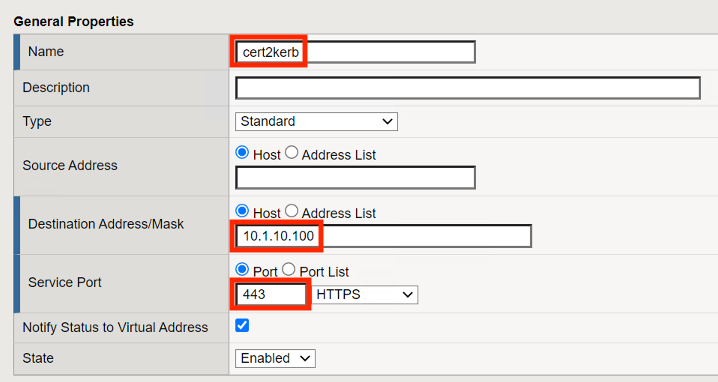 General Properties
Name cert2kerb
Description
Type Standard
Host Address List
Source Address
Host Address List
Destination Address/Mask
10.1.10.100
Port Port List
Service Port
443 HTTPS
Notify Status to Virtual Address
State Enabled